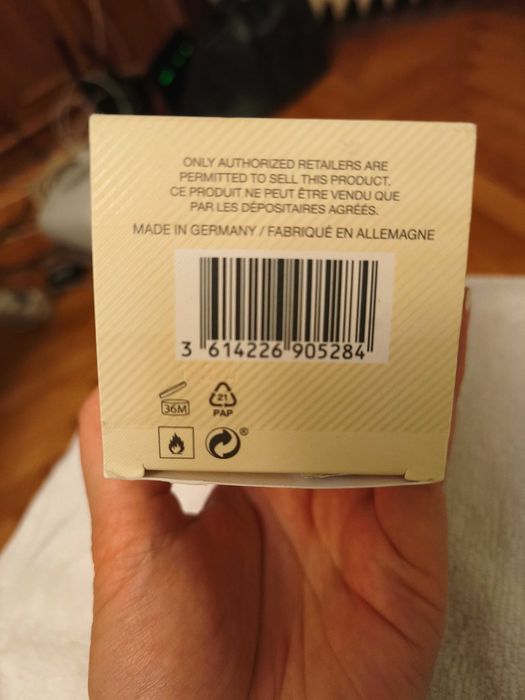 ONLY AUTHORIZED RETAILERS ARE
PERMITTED TO SELL THIS PRODUCT.
CE PRODUIT NE PEUT ÊTRE VENDU QUE
PAR LES DÉPOSITAIRES AGRÉÉS.
MADE IN GERMANY / FABRIQUÉ EN ALLEMAGNE
3 614226 905284
36M
21
PAP
®